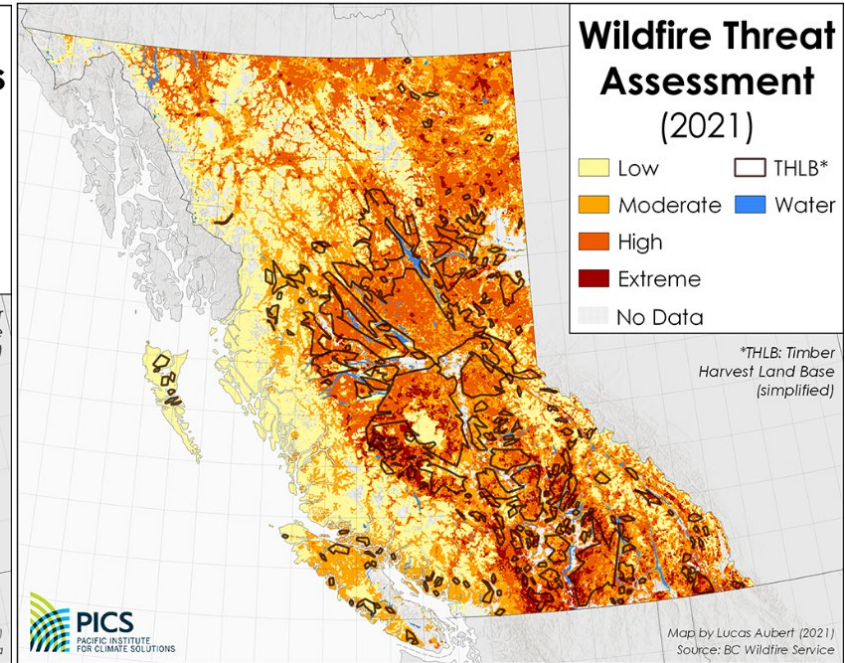 Wildfire Threat
Assessment
(2021)
Low
THLB*
Moderate
Water
High
Extreme
No Data
*THLB: Timber
Harvest Land Base
(simplified)
PICS
PACIFIC INSTITUTE
FOR CLIMATE SOLUTIONS
Map by Lucas Aubert (2021)
Source: BC Wildfire Service